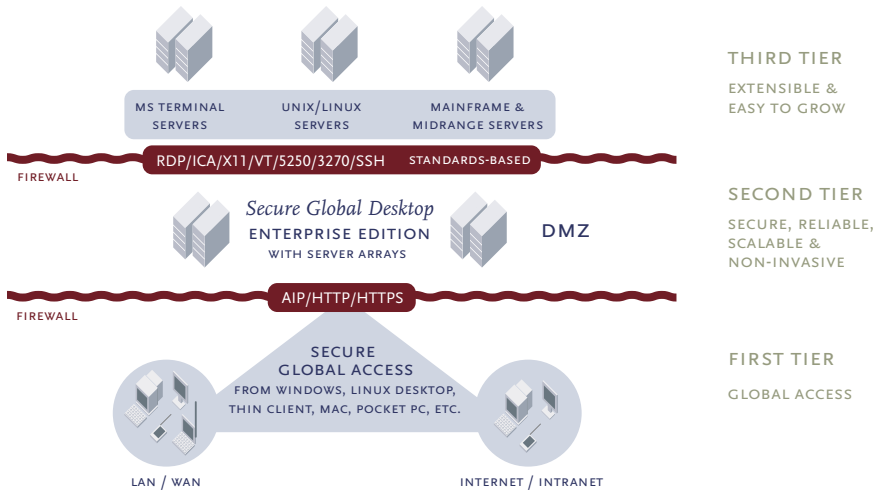 THIRD TIER
EXTENSIBLE &
EASY TO GROW
MS TERMINAL
SERVERS
UNIX/LINUX
SERVERS
MAINFRAME &
MIDRANGE SERVERS
RDP/ICA/X11/VT/5250/3270/SSH STANDARDS-BASED
FIREWALL
SECOND TIER
SECURE, RELIABLE,
SCALABLE &
NON-INVASIVE
Secure Global Desktop
ENTERPRISE EDITION
WITH SERVER ARRAYS
DMZ
AIP/HTTP/HTTPS
FIREWALL
FIRST TIER
GLOBAL ACCESS
SECURE
GLOBAL ACCESS
FROM WINDOWS, LINUX DESKTOP,
THIN CLIENT, MAC, POCKET PC, ETC.
LAN / WAN
INTERNET / INTRANET